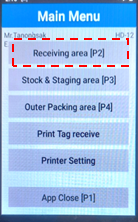 Main Menu
Mr.Tanonnasak
HD-12
Receiving area [P2]
Stock & Staging area [P3]
Outer Packing area [P4]
Print Tag receive
Printer Setting
App Close [P1]